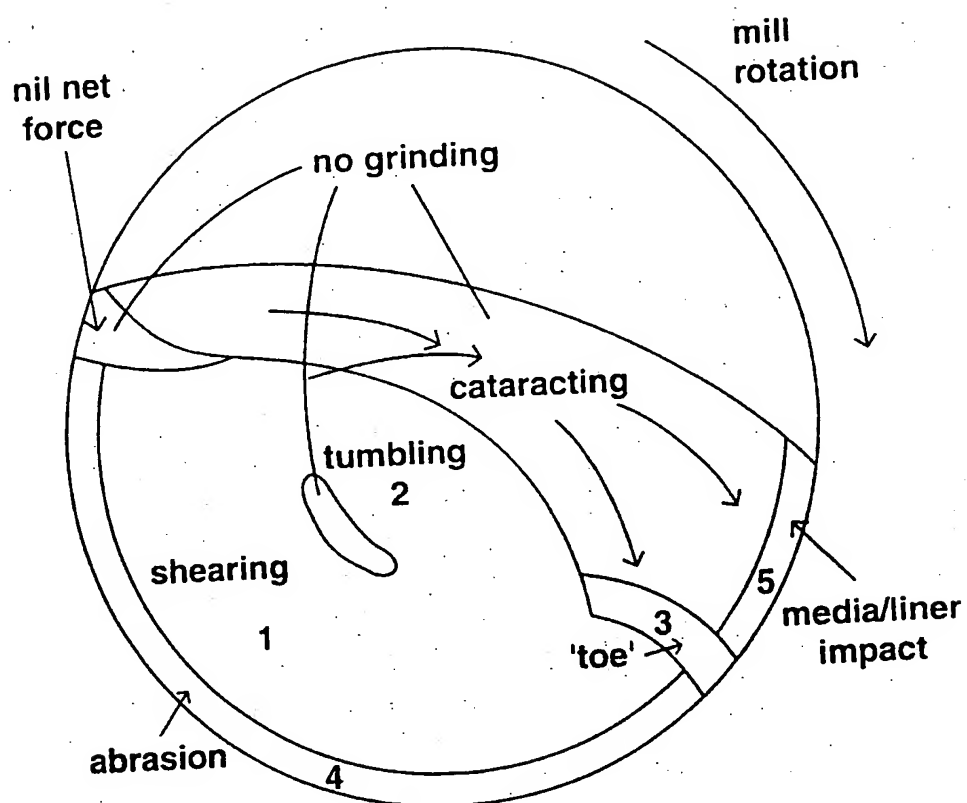 mill
rotation
nil net
force
no grinding
cataracting
tumbling
2
shearing
1
5
3
'toe'
media/liner
impact
abrasion
4